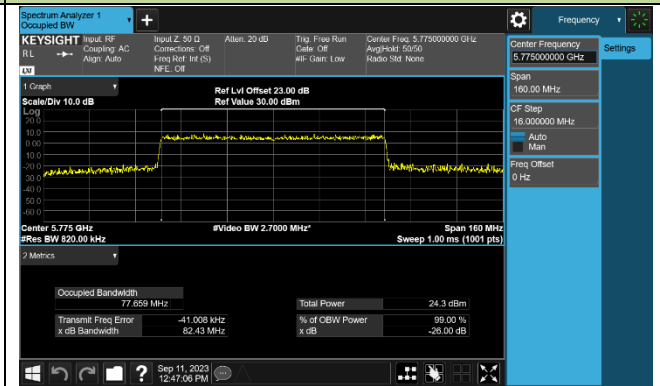 Spectrum Analyzer 1
Occupied BW
+
Frequency
KEYSIGHT
RL
LXI
Input: RF
Coupling: AC
Align: Auto
Input Z: 50 Ω
Corrections: Off
Freq Ref: Int (S)
NFE: Off
Atten: 20 dB
Trig: Free Run
Gate: Off
#IF Gain: Low
Center Freq: 5.775000000 GHz
Avg|Hold: 50/50
Radio Std: None
Center Frequency
5.775000000 GHz
Settings
Span
160.00 MHz
CF Step
16.000000 MHz
Auto
Man
Freq Offset
0 Hz
1 Graph
Scale/Div 10.0 dB
Ref Lvl Offset 23.00 dB
Ref Value 30.00 dBm
Log
20.0
10.0
0.00
-10.0
-20.0
-30.0
-40.0
-50.0
-60.0
Center 5.775 GHz
#Video BW 2.7000 MHz*
Span 160 MHz
#Res BW 820.00 kHz
Sweep 1.00 ms (1001 pts)
2 Metrics
Occupied Bandwidth
77.659 MHz
Total Power
24.3 dBm
Transmit Freq Error
-41.008 kHz
% of OBW Power
99.00 %
x dB Bandwidth
82.43 MHz
x dB
-26.00 dB
?
Sep 11, 2023
12:47:06 PM